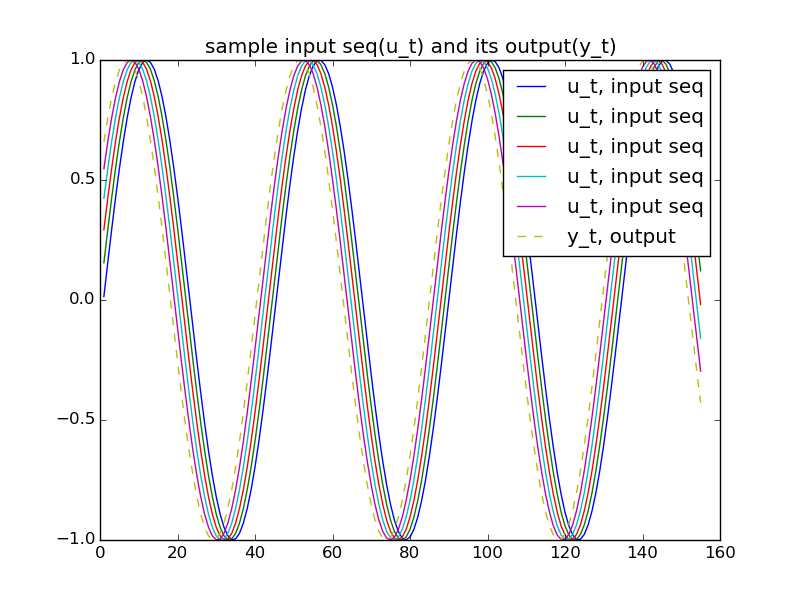 sample input seq(u_t) and its output(y_t)
1.0
0.5
0.0
−0.5
−1.0
u_t, input seq
u_t, input seq
u_t, input seq
u_t, input seq
u_t, input seq
y_t, output
0 20 40 60 80 100 120 140 160